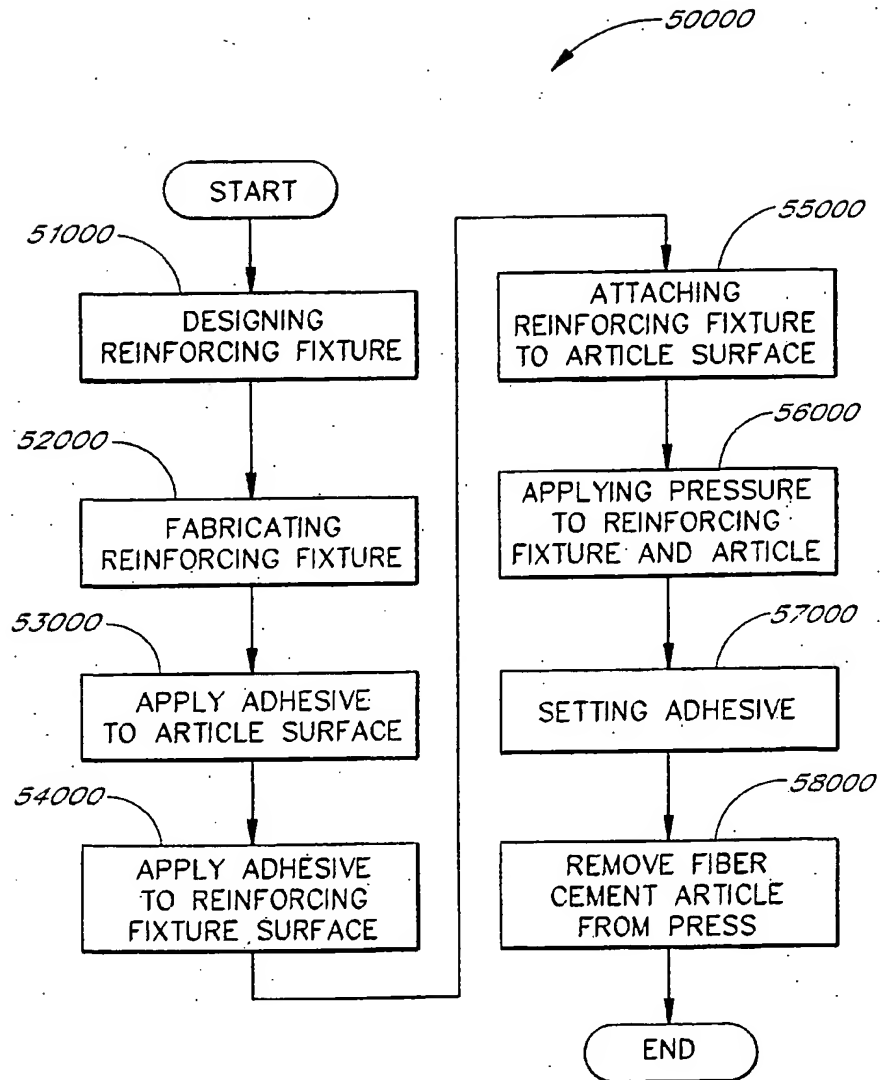 50000
START
51000
DESIGNING
REINFORCING FIXTURE
52000
FABRICATING
REINFORCING FIXTURE
53000
APPLY ADHESIVE
TO ARTICLE SURFACE
54000
APPLY ADHESIVE
TO REINFORCING
FIXTURE SURFACE
55000
ATTACHING
REINFORCING FIXTURE
TO ARTICLE SURFACE
56000
APPLYING PRESSURE
TO REINFORCING
FIXTURE AND ARTICLE
57000
SETTING ADHESIVE
58000
REMOVE FIBER
CEMENT ARTICLE
FROM PRESS
END